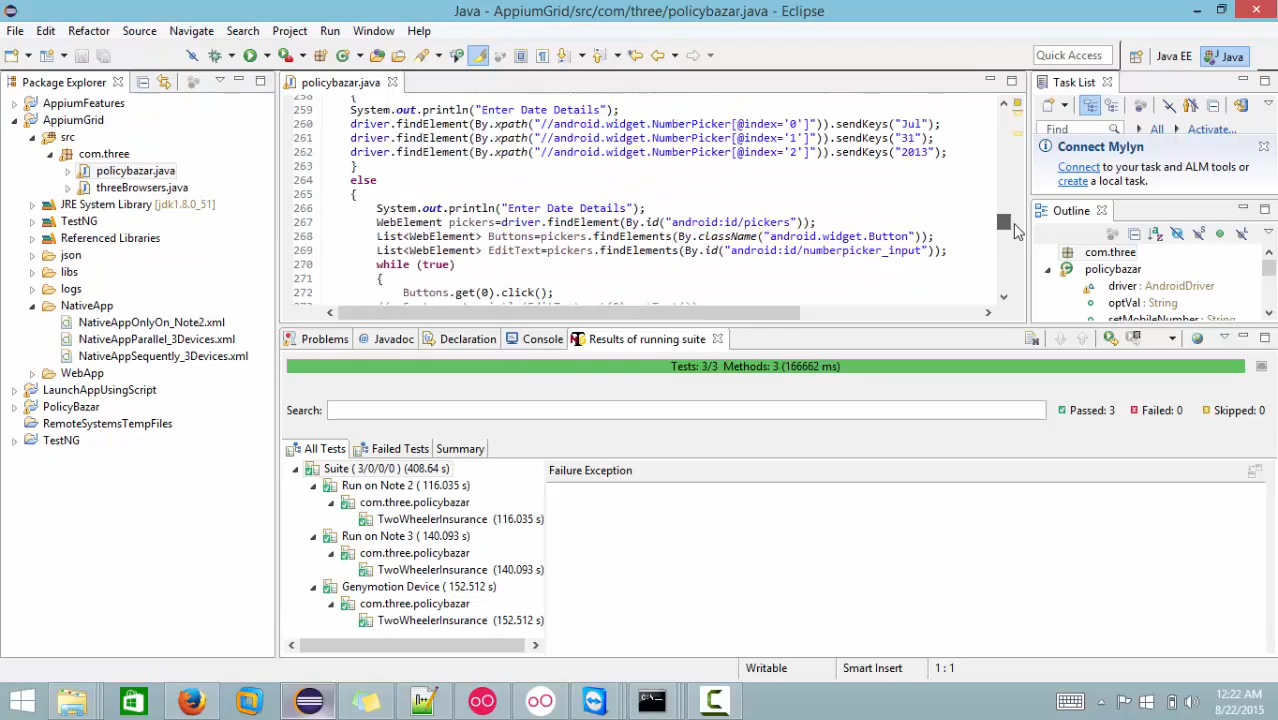 Java - AppiumGrid/src/com/three/policybazar.java - Eclipse
File Edit Refactor Source Navigate Search Project Run Window Help
Quick Access Java EE Java
Package Explorer
AppiumFeatures
AppiumGrid
src
com.three
policybazar.java
threeBrowsers.java
JRE System Library [jdk1.8.0_51]
TestNG
Referenced Libraries
json
libs
logs
NativeApp
NativeAppOnlyOn_Note2.xml
NativeAppParallel_3Devices.xml
NativeAppSequently_3Devices.xml
WebApp
LaunchAppUsingScript
PolicyBazar
RemoteSystemsTempFiles
TestNG
policybazar.java
258 {
259 System.out.println("Enter Date Details");
260 driver.findElement(By.xpath("//android.widget.NumberPicker[@index='0']")).sendKeys("Jul");
261 driver.findElement(By.xpath("//android.widget.NumberPicker[@index='1']")).sendKeys("31");
262 driver.findElement(By.xpath("//android.widget.NumberPicker[@index='2']")).sendKeys("2013");
263 }
264 else
265 {
266 System.out.println("Enter Date Details");
267 WebElement pickers=driver.findElement(By.id("android:id/pickers"));
268 List<WebElement> Buttons=pickers.findElements(By.className("android.widget.Button"));
269 List<WebElement> EditText=pickers.findElements(By.id("android:id/numberpicker_input"));
270 while (true)
271 {
272 Buttons.get(0).click();
Task List
Find All Activate...
Connect Mylyn
Connect to your task and ALM tools or create a local task.
Outline
com.three
policybazar
driver : AndroidDriver
optVal : String
setMobileNumber : String
Problems Javadoc Declaration Console Results of running suite
Tests: 3/3 Methods: 3 (166662 ms)
Search: Passed: 3 Failed: 0 Skipped: 0
All Tests Failed Tests Summary
Suite ( 3/0/0/0 ) (408.64 s)
Run on Note 2 ( 116.035 s)
com.three.policybazar
TwoWheelerInsurance (116.035 s)
Run on Note 3 ( 140.093 s)
com.three.policybazar
TwoWheelerInsurance (140.093 s)
Genymotion Device ( 152.512 s)
com.three.policybazar
TwoWheelerInsurance (152.512 s)
Failure Exception
Writable Smart Insert 1 : 1
12:22 AM
8/22/2015